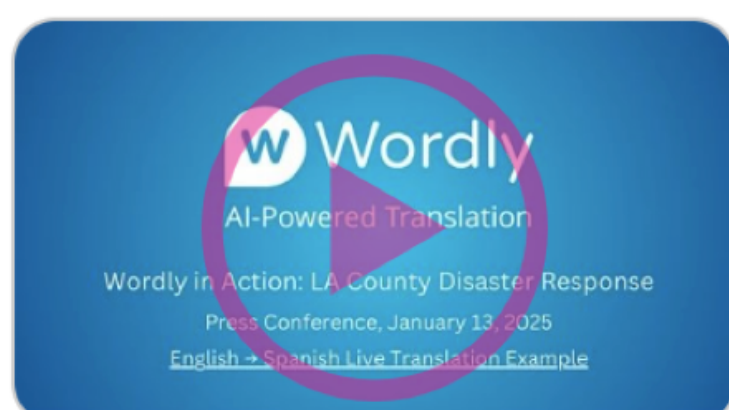 W Wordly
AI-Powered Translation
Wordly in Action: LA County Disaster Response
Press Conference, January 13, 2025
English → Spanish Live Translation Example